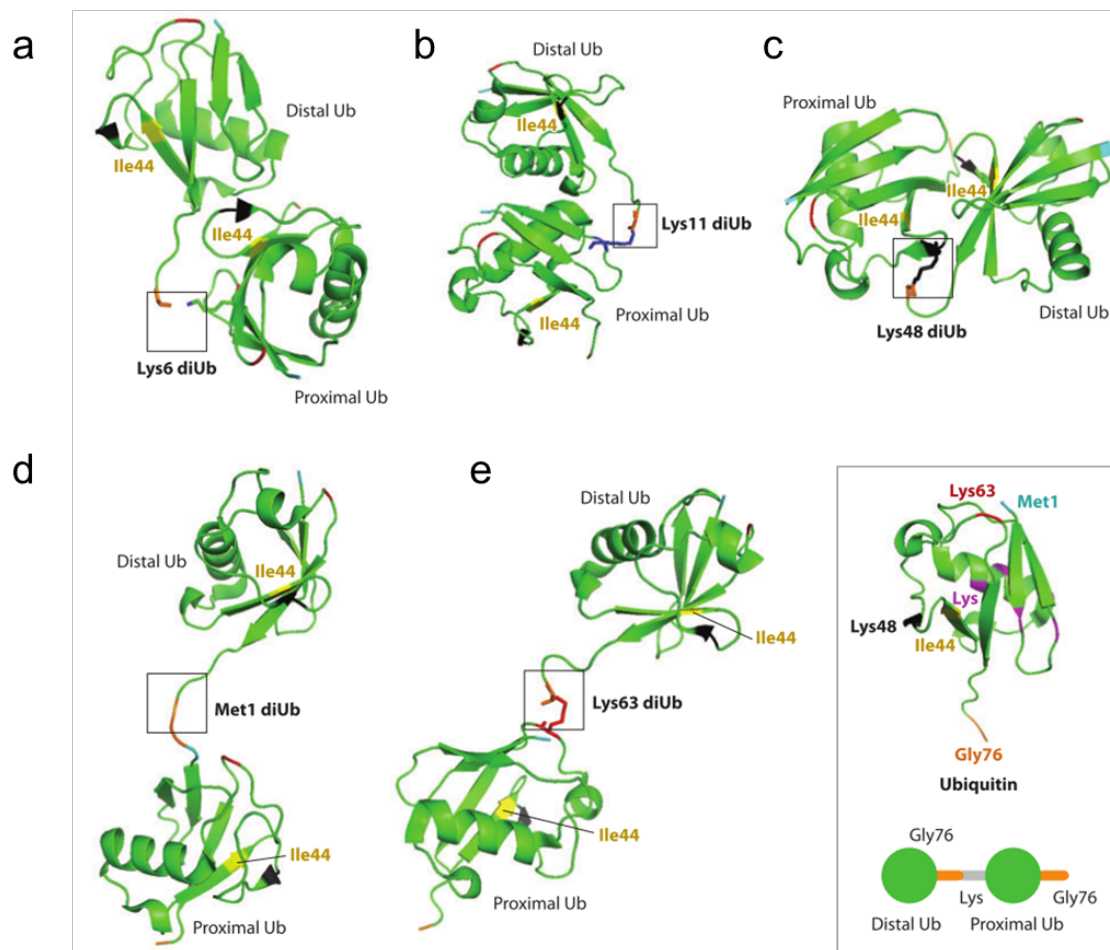 a
Distal Ub
Ile44
Ile44
Lys6 diUb
Proximal Ub
b
Distal Ub
Ile44
Lys11 diUb
Proximal Ub
Ile44
c
Proximal Ub
Ile44
Ile44
Lys48 diUb
Distal Ub
d
Distal Ub
Ile44
Met1 diUb
Ile44
Proximal Ub
e
Distal Ub
Ile44
Lys63 diUb
Ile44
Proximal Ub
Lys63
Met1
Lys
Lys48
Ile44
Gly76
Ubiquitin
Gly76
Lys
Gly76
Distal Ub
Proximal Ub